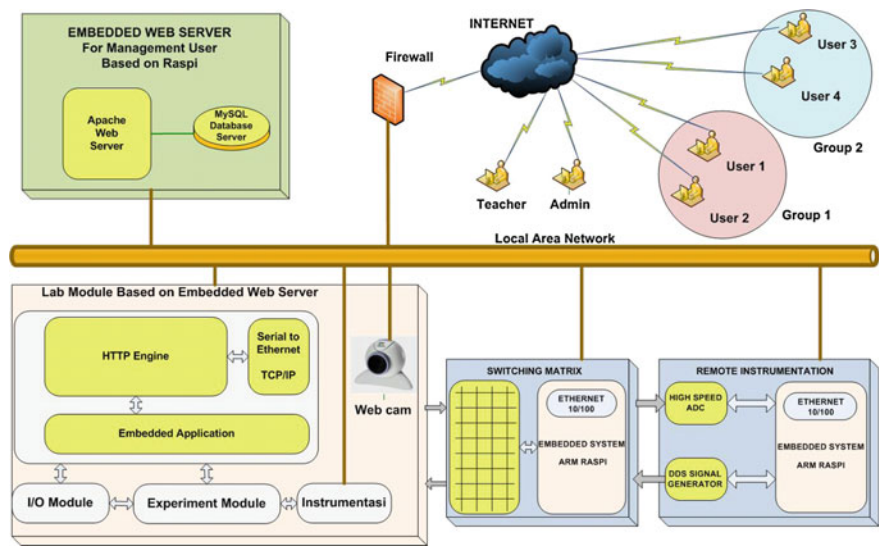 EMBEDDED WEB SERVER
For Management User
Based on Raspi
Apache
Web
Server
MySQL
Database
Server
Firewall
INTERNET
User 3
User 4
Group 2
User 1
User 2
Group 1
Teacher
Admin
Local Area Network
Lab Module Based on Embedded Web Server
HTTP Engine
Serial to
Ethernet
TCP/IP
Embedded Application
I/O Module
Experiment Module
Instrumentasi
Web cam
SWITCHING MATRIX
ETHERNET
10/100
EMBEDDED SYSTEM
ARM RASPI
REMOTE INSTRUMENTATION
HIGH SPEED
ADC
DDS SIGNAL
GENERATOR
ETHERNET
10/100
EMBEDDED SYSTEM
ARM RASPI